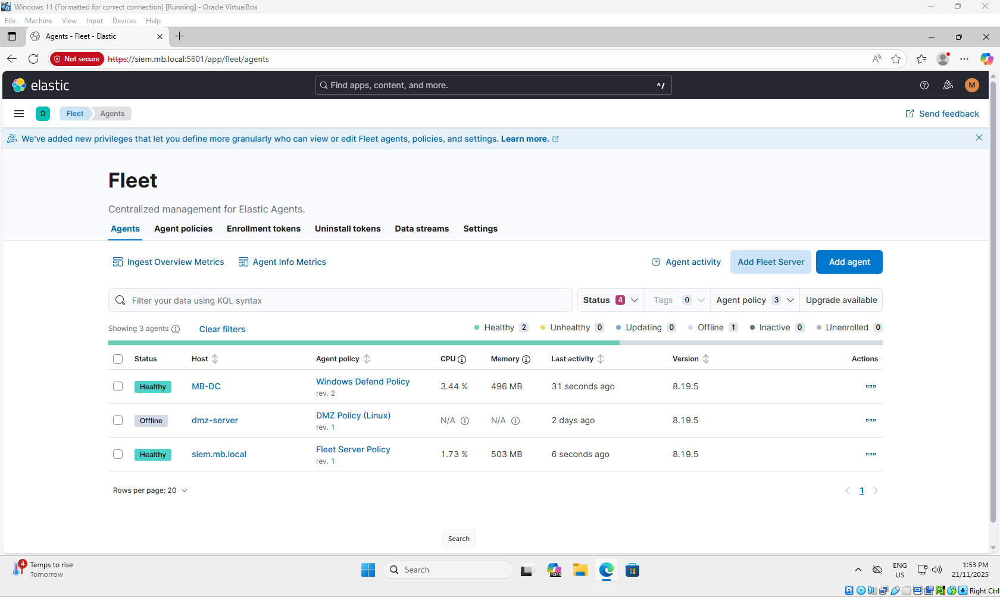 Windows 11 (Formatted for correct connection) [Running] - Oracle VirtualBox
File Machine View Input Devices Help
Agents - Fleet - Elastic
Not secure https://siem.mb.local:5601/app/fleet/agents
elastic
Find apps, content, and more. ^/
M
D Fleet Agents
Send feedback
We've added new privileges that let you define more granularly who can view or edit Fleet agents, policies, and settings. Learn more.
Fleet
Centralized management for Elastic Agents.
Agents Agent policies Enrollment tokens Uninstall tokens Data streams Settings
Ingest Overview Metrics Agent Info Metrics Agent activity Add Fleet Server Add agent
Filter your data using KQL syntax Status 4 Tags 0 Agent policy 3 Upgrade available
Showing 3 agents Clear filters Healthy 2 Unhealthy 0 Updating 0 Offline 1 Inactive 0 Unenrolled 0
Status Host Agent policy CPU Memory Last activity Version Actions
Healthy MB-DC Windows Defend Policy 3.44 % 496 MB 31 seconds ago 8.19.5
rev. 2
Offline dmz-server DMZ Policy (Linux) N/A N/A 2 days ago 8.19.5
rev. 1
Healthy siem.mb.local Fleet Server Policy 1.73 % 503 MB 6 seconds ago 8.19.5
rev. 1
Rows per page: 20 1
Search
4 Temps to rise
Tomorrow
Search
M365
ENG
US
1:53 PM
21/11/2025
Right Ctrl